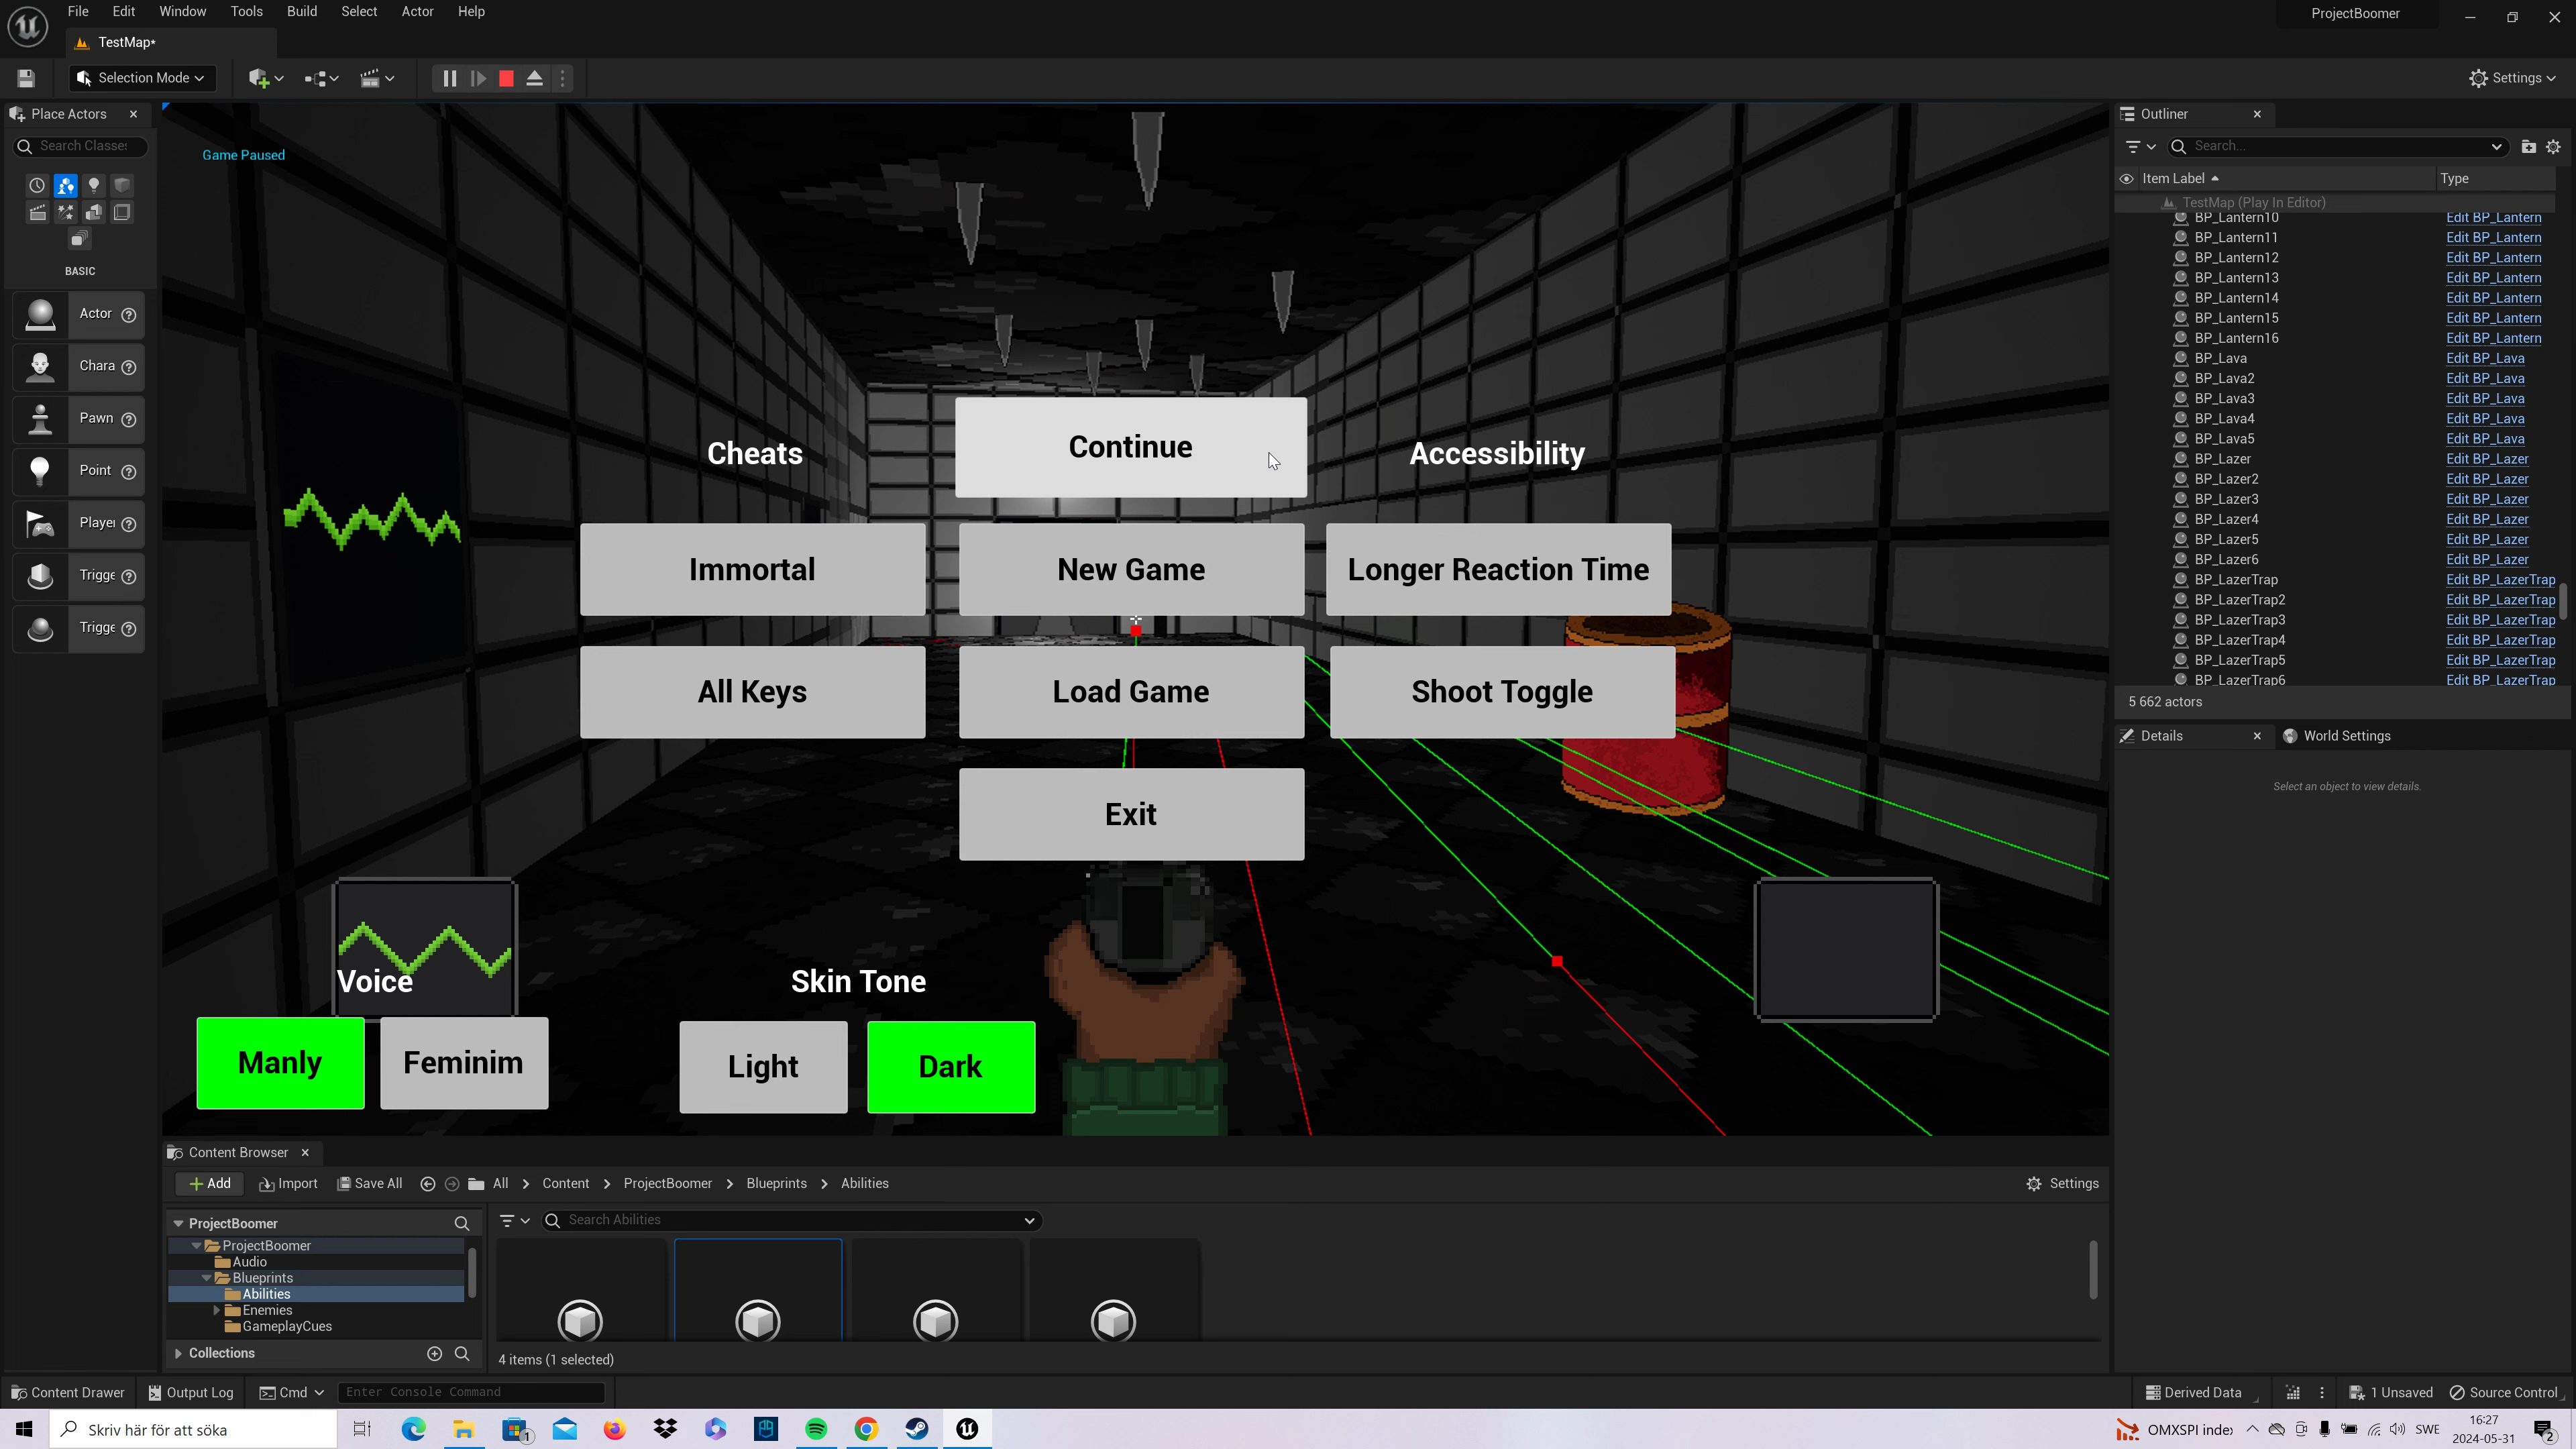 File Edit Window Tools Build Select Actor Help
ProjectBoomer
TestMap*
Selection Mode
Settings
Place Actors
Search Classes
BASIC
Actor
Chara
Pawn
Point
Player
Trigge
Trigge
Game Paused
Continue
Cheats
Accessibility
Immortal
New Game
Longer Reaction Time
All Keys
Load Game
Shoot Toggle
Exit
Voice
Skin Tone
Manly
Feminim
Light
Dark
Outliner
Search...
Item Label
Type
TestMap (Play In Editor)
BP_Lantern10 Edit BP_Lantern
BP_Lantern11 Edit BP_Lantern
BP_Lantern12 Edit BP_Lantern
BP_Lantern13 Edit BP_Lantern
BP_Lantern14 Edit BP_Lantern
BP_Lantern15 Edit BP_Lantern
BP_Lantern16 Edit BP_Lantern
BP_Lava Edit BP_Lava
BP_Lava2 Edit BP_Lava
BP_Lava3 Edit BP_Lava
BP_Lava4 Edit BP_Lava
BP_Lava5 Edit BP_Lava
BP_Lazer Edit BP_Lazer
BP_Lazer2 Edit BP_Lazer
BP_Lazer3 Edit BP_Lazer
BP_Lazer4 Edit BP_Lazer
BP_Lazer5 Edit BP_Lazer
BP_Lazer6 Edit BP_Lazer
BP_LazerTrap Edit BP_LazerTrap
BP_LazerTrap2 Edit BP_LazerTrap
BP_LazerTrap3 Edit BP_LazerTrap
BP_LazerTrap4 Edit BP_LazerTrap
BP_LazerTrap5 Edit BP_LazerTrap
BP_LazerTrap6 Edit BP_LazerTrap
5 662 actors
Details
World Settings
Select an object to view details.
Content Browser
Add
Import
Save All
All > Content > ProjectBoomer > Blueprints > Abilities
Settings
ProjectBoomer
ProjectBoomer
Audio
Blueprints
Abilities
Enemies
GameplayCues
Collections
Search Abilities
4 items (1 selected)
Content Drawer
Output Log
Cmd
Enter Console Command
Derived Data
1 Unsaved
Source Control
Skriv här för att söka
1
OMXSPI index
SWE
16:27
2024-05-31
2